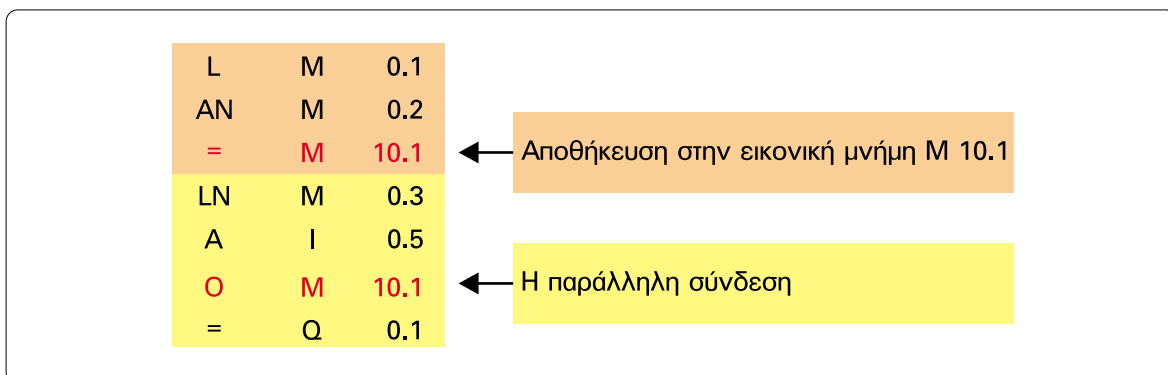 L M 0.1
AN M 0.2
= M 10.1
Αποθήκευση στην εικονική μνήμη M 10.1
LN M 0.3
A I 0.5
O M 10.1
Η παράλληλη σύνδεση
= Q 0.1